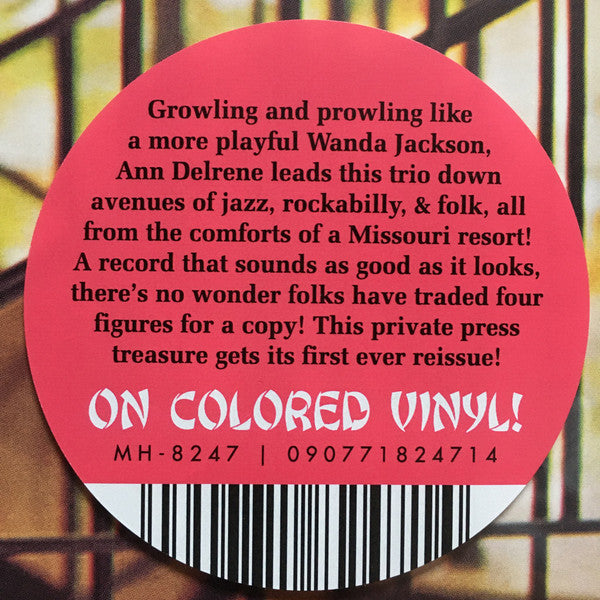 Growling and prowling like
a more playful Wanda Jackson,
Ann Delrene leads this trio down
avenues of jazz, rockabilly, & folk, all
from the comforts of a Missouri resort!
A record that sounds as good as it looks,
there's no wonder folks have traded four
figures for a copy! This private press
treasure gets its first ever reissue!
ON COLORED VINYL!
MH-8247 | 090771824714